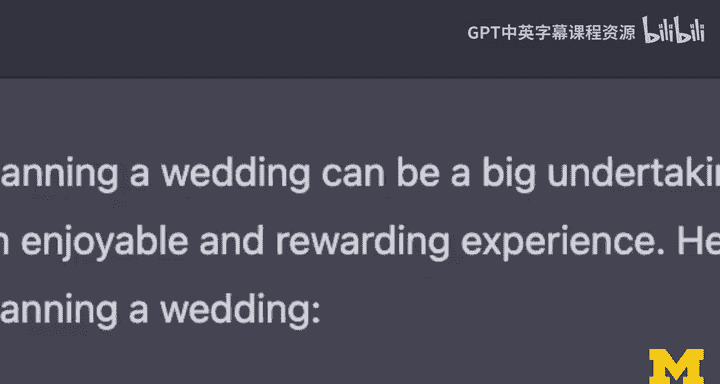 GPT中英字幕课程资源 bilibili
anning a wedding can be a big undertakin
n enjoyable and rewarding experience. He
anning a wedding:
M